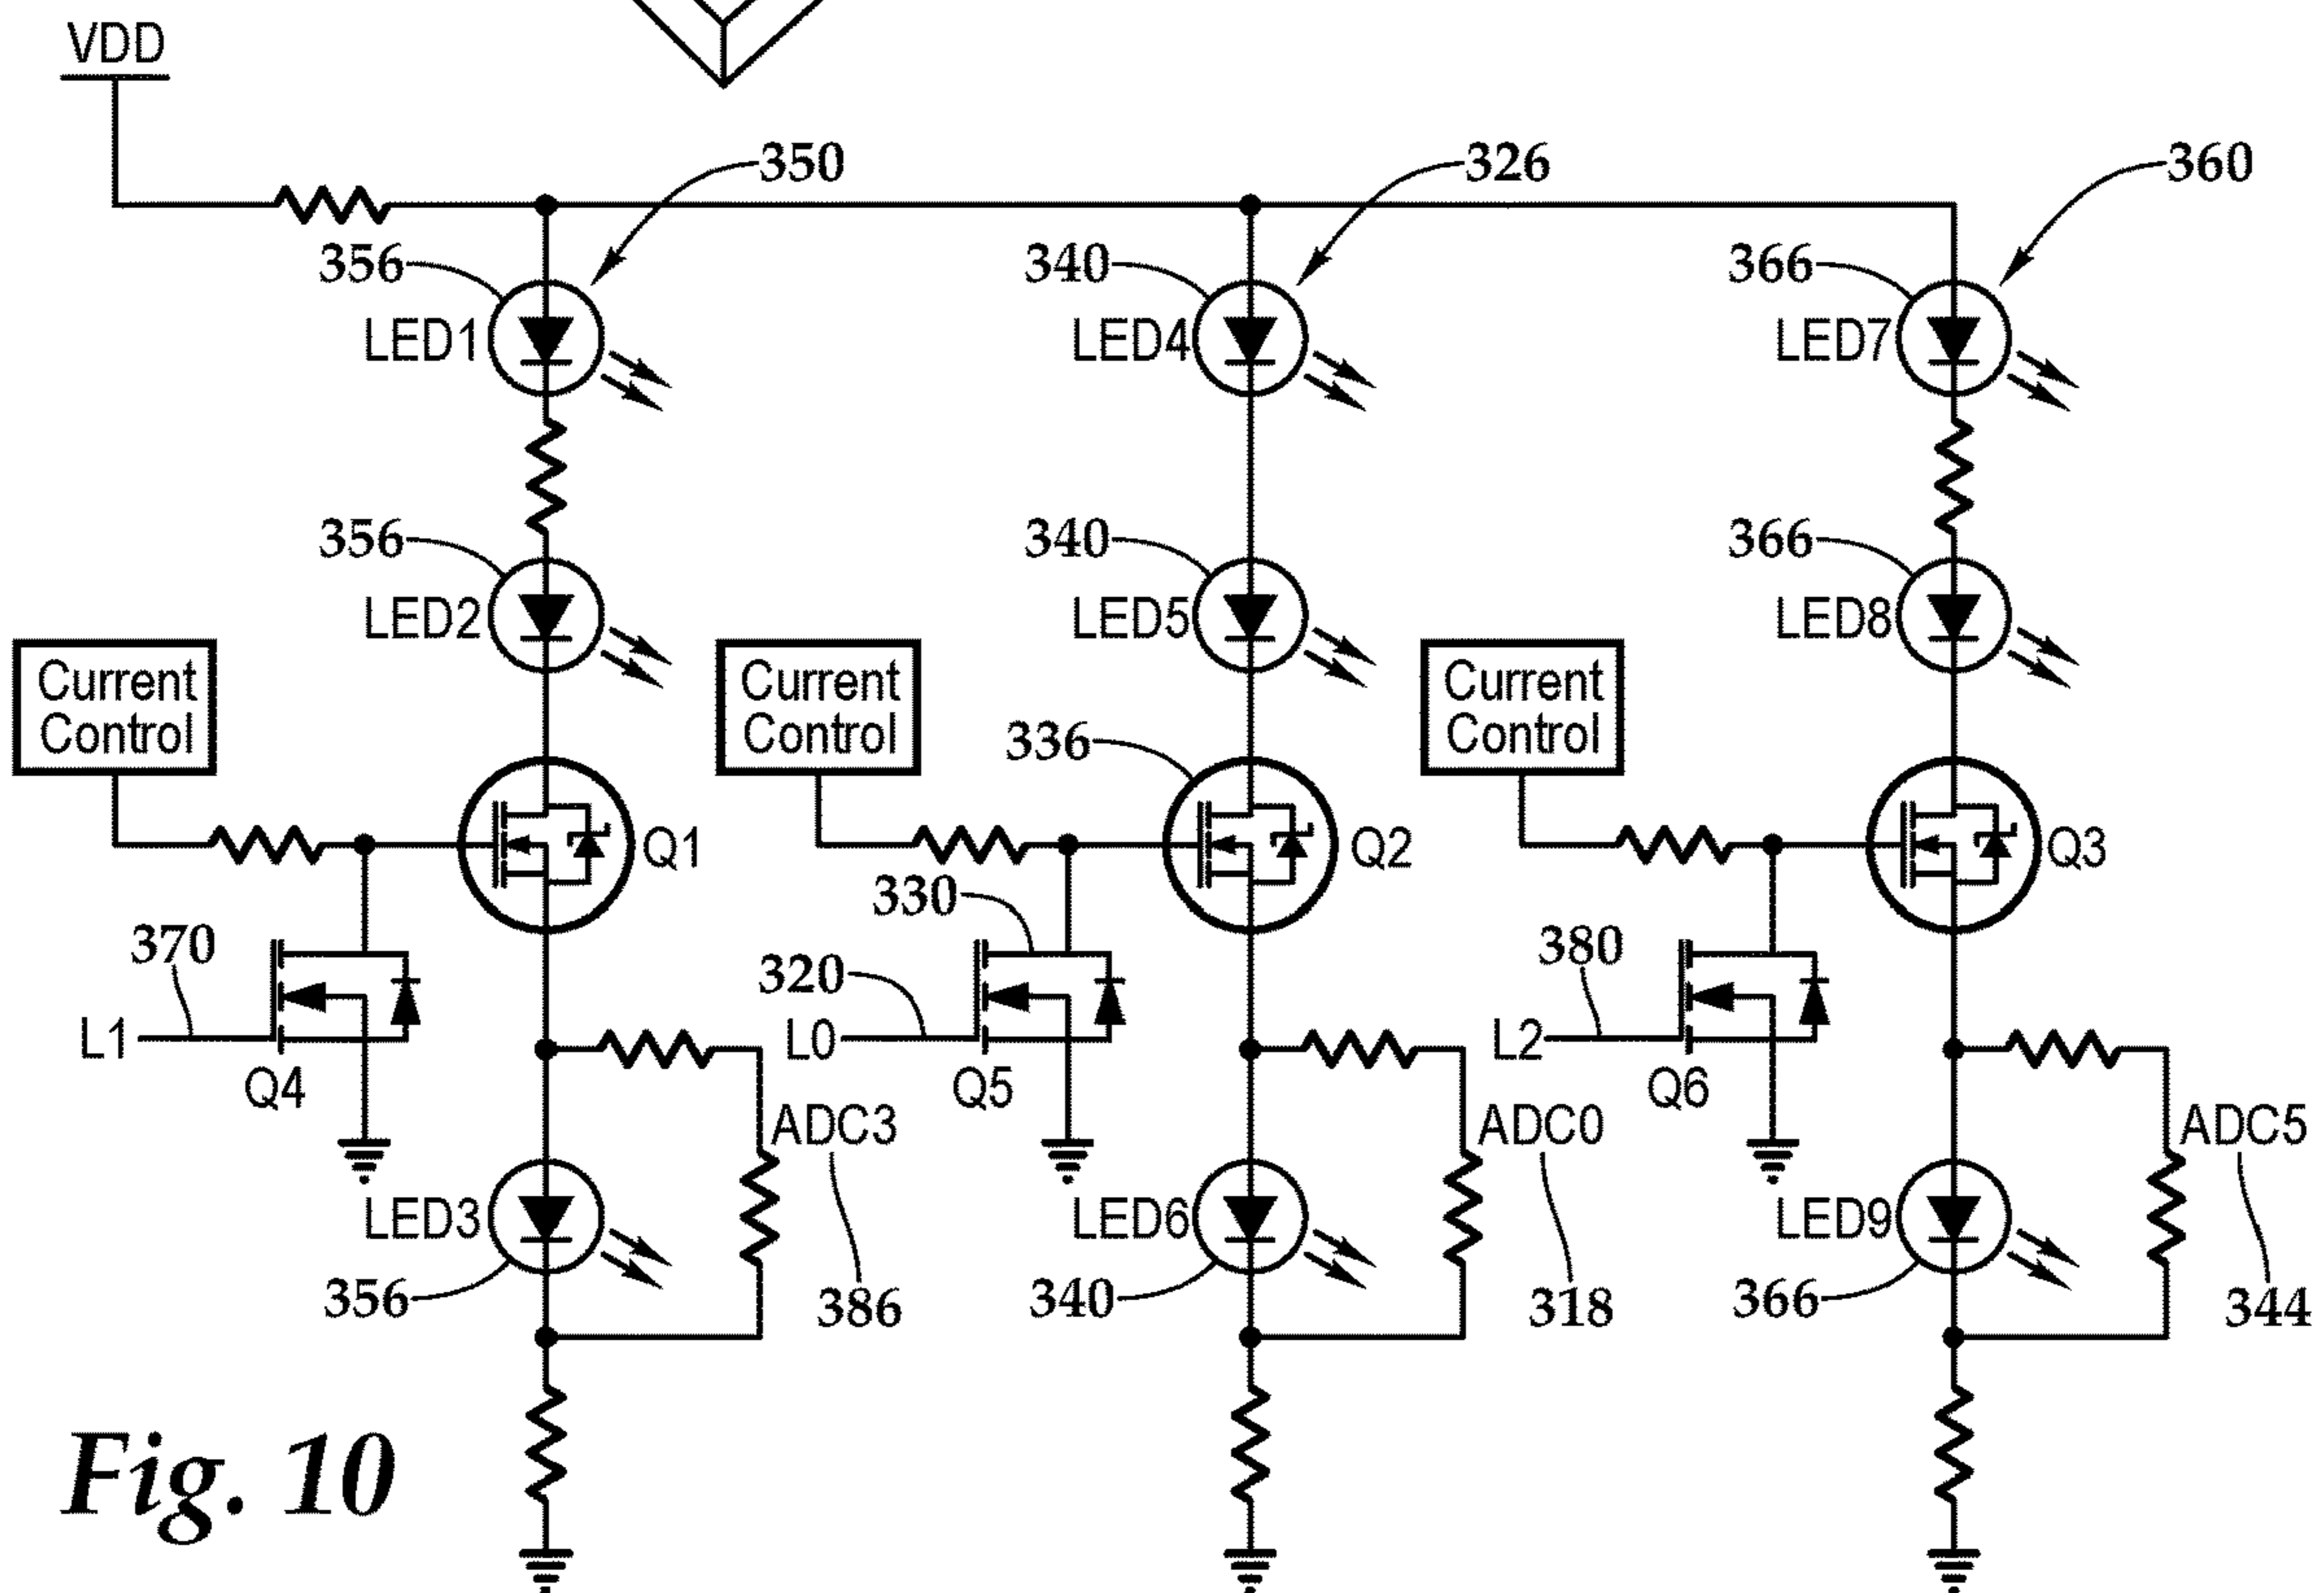 VDD
350
326
360
356
340
366
LED1
LED4
LED7
356
340
366
LED2
LED5
LED8
Current
Control
Current
Control
Current
Control
336
Q1
Q2
Q3
330
370
320
380
L1
L0
L2
Q4
Q5
Q6
ADC3
ADC0
ADC5
LED3
LED6
LED9
356
386
340
318
366
344
Fig. 10